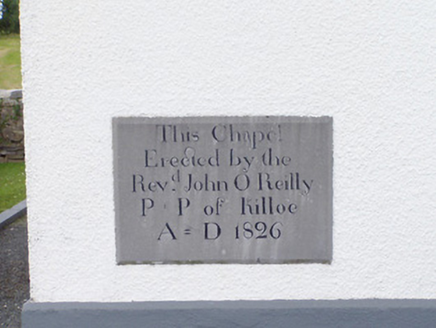 This Chapel
Erected by the
Revd. John O Reilly
P = P of Killoe
A = D 1826